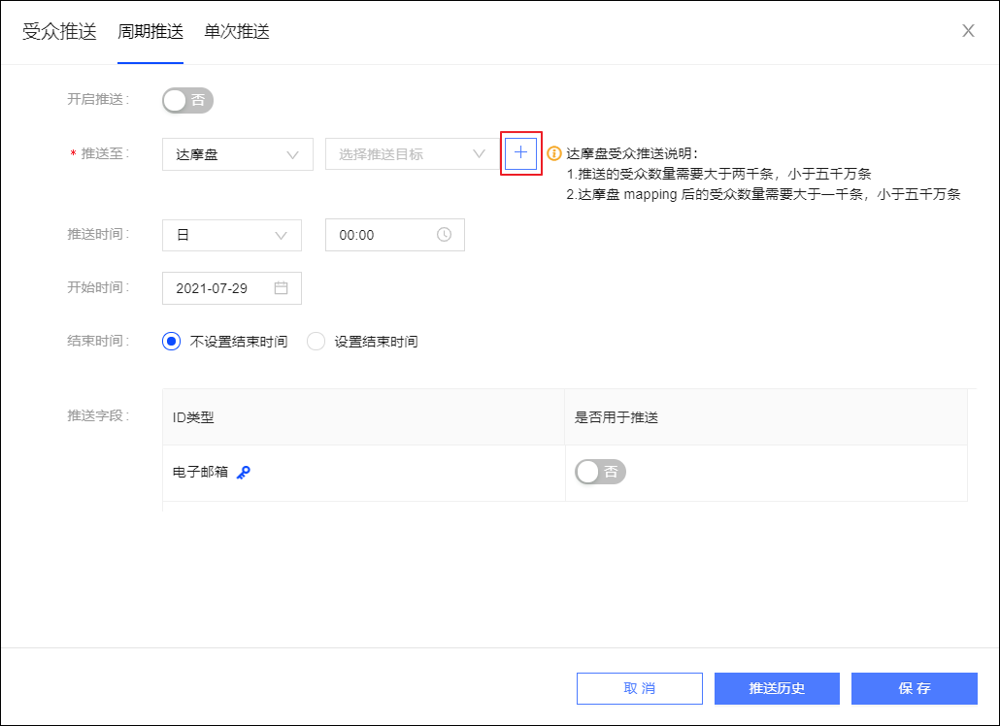 受众推送 周期推送 单次推送
开启推送： 否
* 推送至： 达摩盘 选择推送目标 达摩盘受众推送说明：
1.推送的受众数量需要大于两千条，小于五千万条
2.达摩盘 mapping 后的受众数量需要大于一千条，小于五千万条
推送时间： 日 00:00
开始时间： 2021-07-29
结束时间： 不设置结束时间 设置结束时间
推送字段： ID类型 是否用于推送
电子邮箱 否
取 消 推送历史 保 存